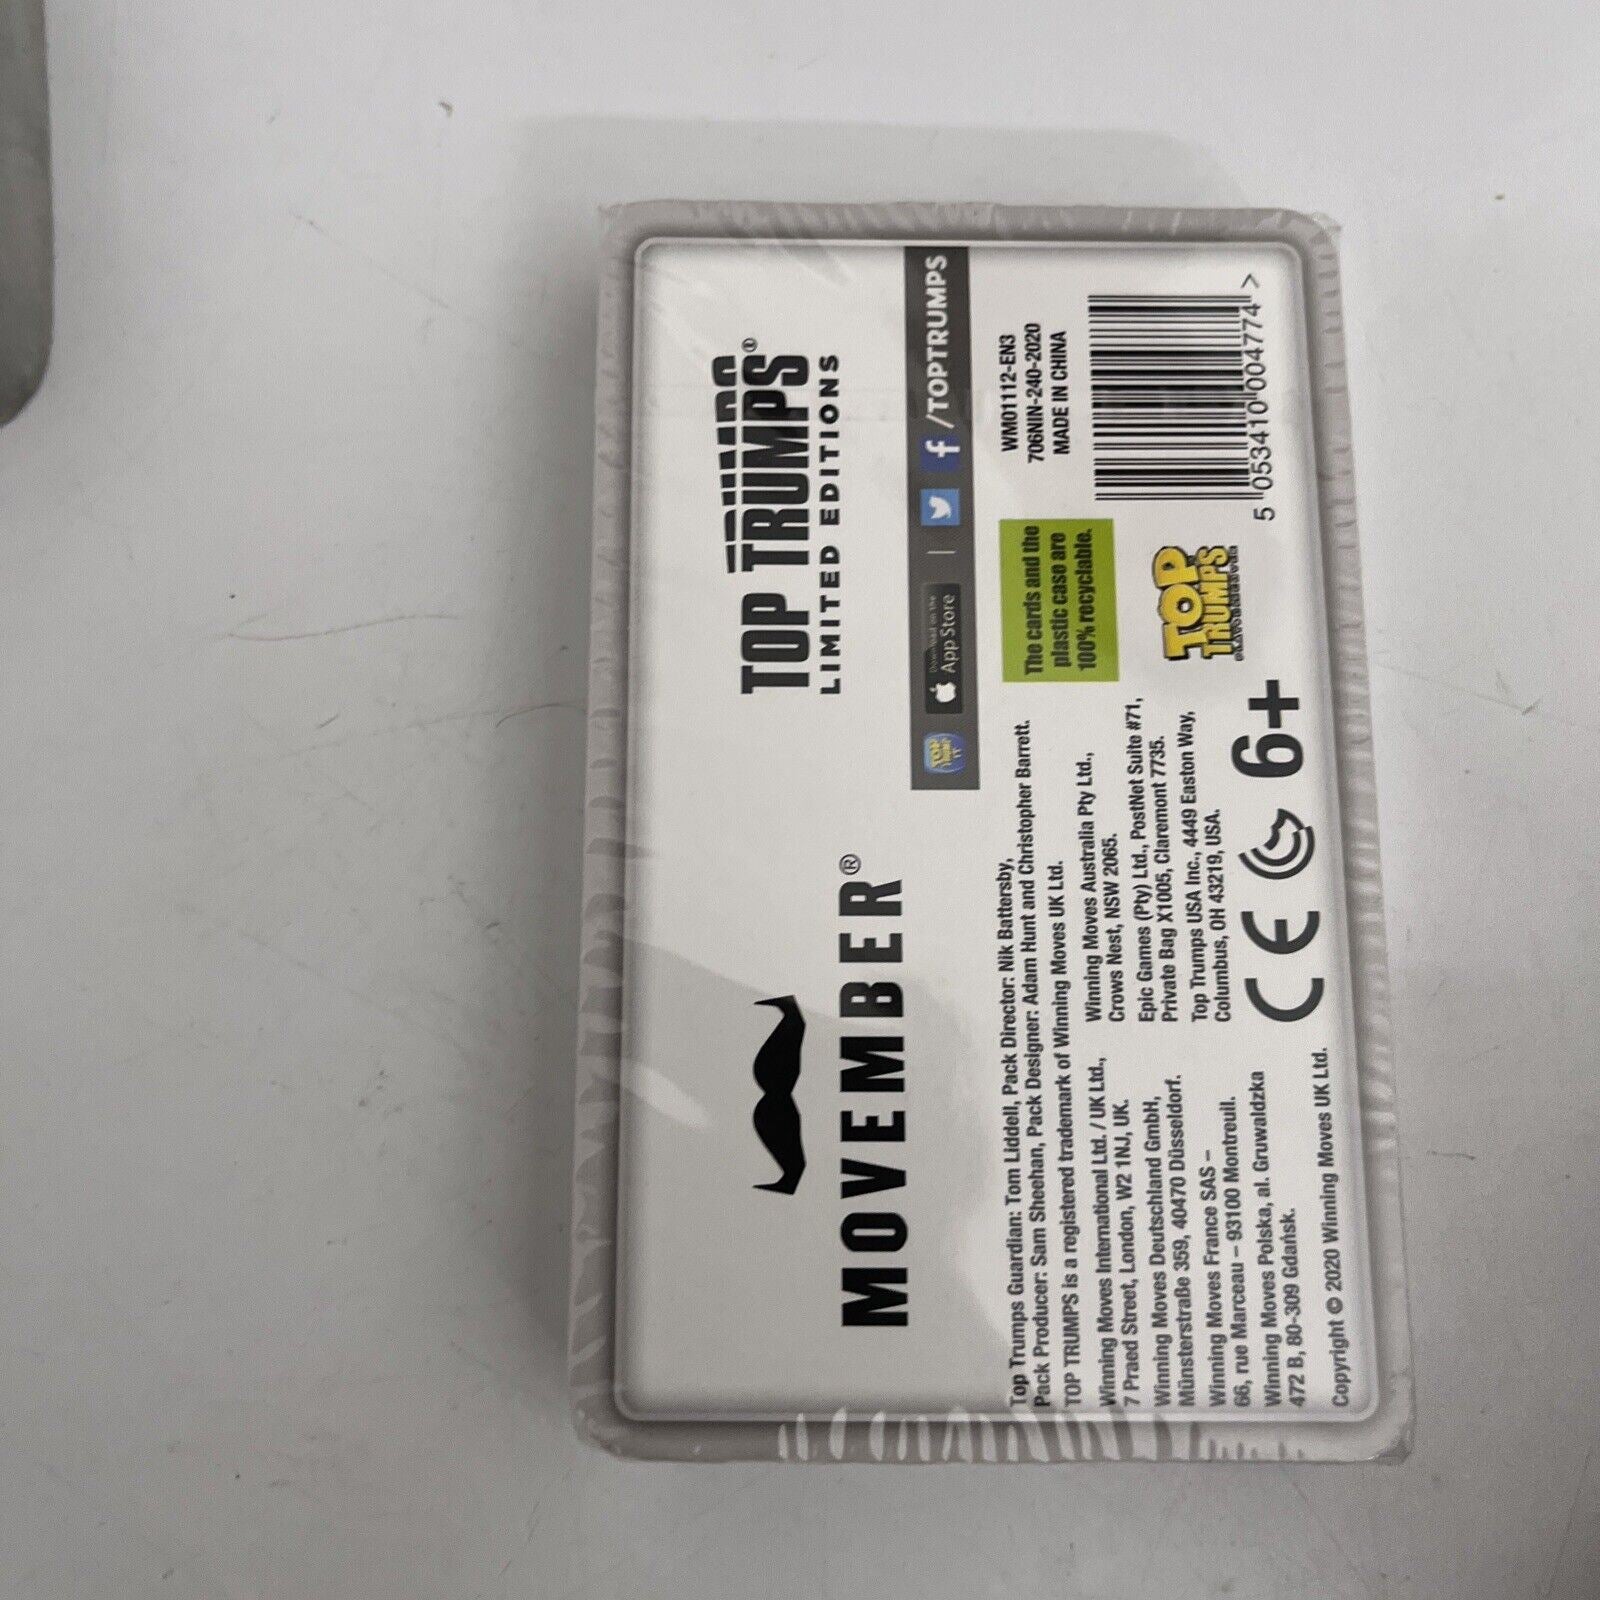 MOVEMBER®
TOP TRUMPS®
LIMITED EDITIONS
Download on the
App Store
|
/TOPTRUMPS
Top Trumps Guardian: Tom Liddell, Pack Director: Nik Battersby,
Pack Producer: Sam Sheehan, Pack Designer: Adam Hunt and Christopher Barrett.
TOP TRUMPS is a registered trademark of Winning Moves UK Ltd.
Winning Moves International Ltd. / UK Ltd.,
7 Praed Street, London, W2 1NJ, UK.
Winning Moves Deutschland GmbH,
Münsterstraße 359, 40470 Düsseldorf.
Winning Moves France SAS –
66, rue Marceau – 93100 Montreuil.
Winning Moves Polska, al. Gruwaldzka
472 B, 80-309 Gdańsk.
Copyright © 2020 Winning Moves UK Ltd.
Winning Moves Australia Pty Ltd.,
Crows Nest, NSW 2065.
Epic Games (Pty) Ltd., PostNet Suite #71,
Private Bag X1005, Claremont 7735.
Top Trumps USA Inc., 4449 Easton Way,
Columbus, OH 43219, USA.
CE
6+
The cards and the
plastic case are
100% recyclable.
TOP
TRUMPS
WM01112-EN3
706NIN-240-2020
MADE IN CHINA
5 053410 004774 >